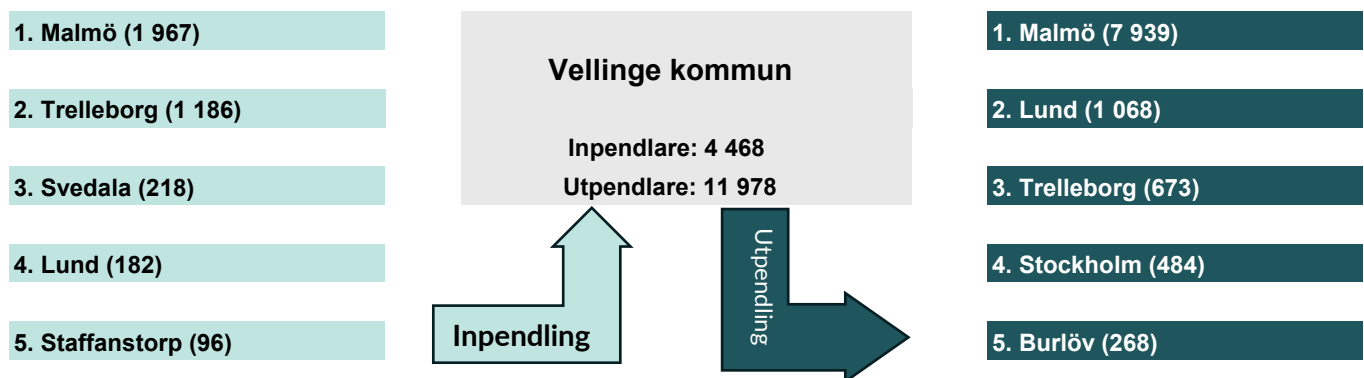 1. Malmö (1 967)
2. Trelleborg (1 186)
3. Svedala (218)
4. Lund (182)
5. Staffanstorp (96)
Vellinge kommun
Inpendlare: 4 468
Utpendlare: 11 978
Inpendling
Utpendling
1. Malmö (7 939)
2. Lund (1 068)
3. Trelleborg (673)
4. Stockholm (484)
5. Burlöv (268)